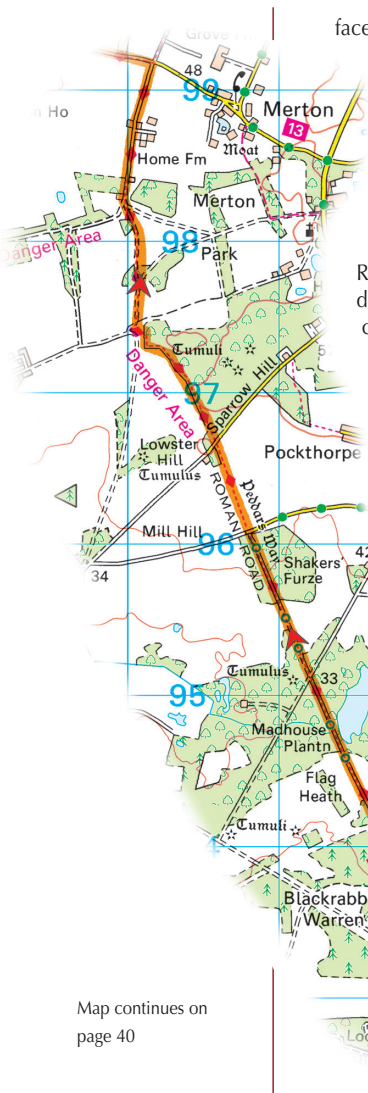 face
48
99
Merton
13
Moat
Home Fm
Merton
Danger Area
98
Park
Tumuli
Danger Area
97
Sparrow Hill
Lowster
Hill
Tumulus
Pockthorpe
Peddars Way
ROMAN ROAD
Mill Hill
96
Shakers'
Furze
42
34
Tumulus
33
95
Madhouse
Plantn
Flag
Heath
Tumuli
Blackrabb
Warren
Map continues on
page 40